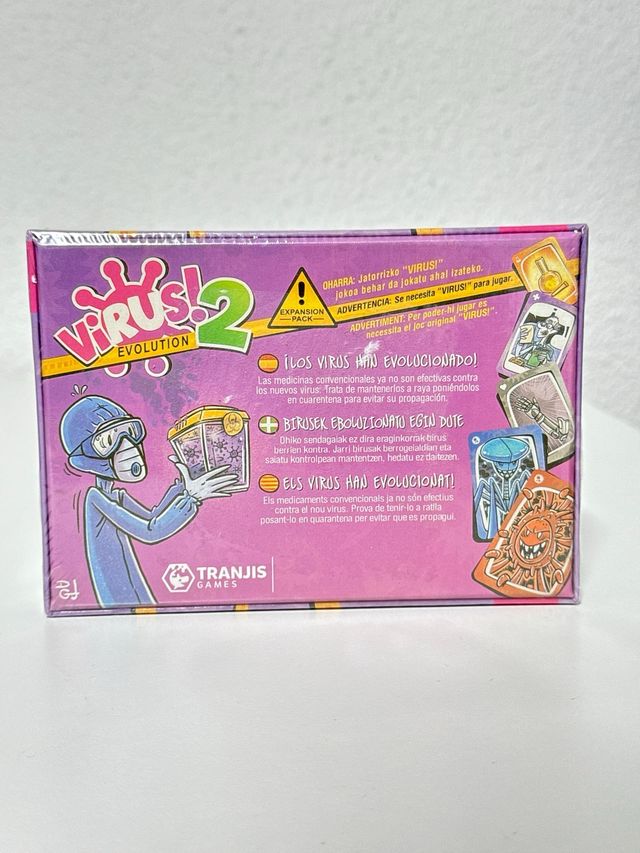 ViRUS! 2
EVOLUTION
EXPANSION
PACK
OHARRA: Jatorrizko "VIRUS!"
jokoa behar da jokatu ahal izateko.
ADVERTENCIA: Se necesita "VIRUS!" para jugar.
ADVERTIMENT: Per poder-hi jugar es
necessita el joc original "VIRUS!".
¡LOS VIRUS HAN EVOLUCIONADO!
Las medicinas convencionales ya no son efectivas contra
los nuevos virus. Trata de mantenerlos a raya poniéndolos
en cuarentena para evitar su propagación.
BIRUSEK EBOLUZIONATU EGIN DUTE
Ohiko sendagaiak ez dira eraginkorrak birus
berrien kontra. Jarri birusak berrogeialdian eta
saiatu kontrolpean mantentzen, hedatu ez daitezen.
ELS VIRUS HAN EVOLUCIONAT!
Els medicaments convencionals ja no són efectius
contra el nou virus. Prova de tenir-lo a ratlla
posant-lo en quarantena per evitar que es propagui.
TRANJIS
GAMES